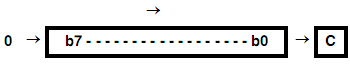 →
0 → b7 - - - - - - - - - - - - - - - - - - b0 → C